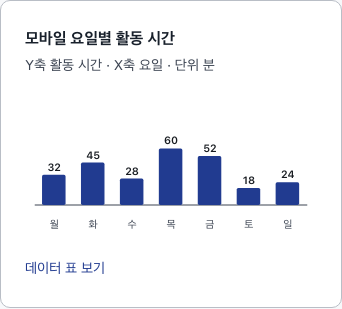 모바일 요일별 활동 시간
Y축 활동 시간 · X축 요일 · 단위 분
32 45 28 60 52 18 24
월 화 수 목 금 토 일
데이터 표 보기